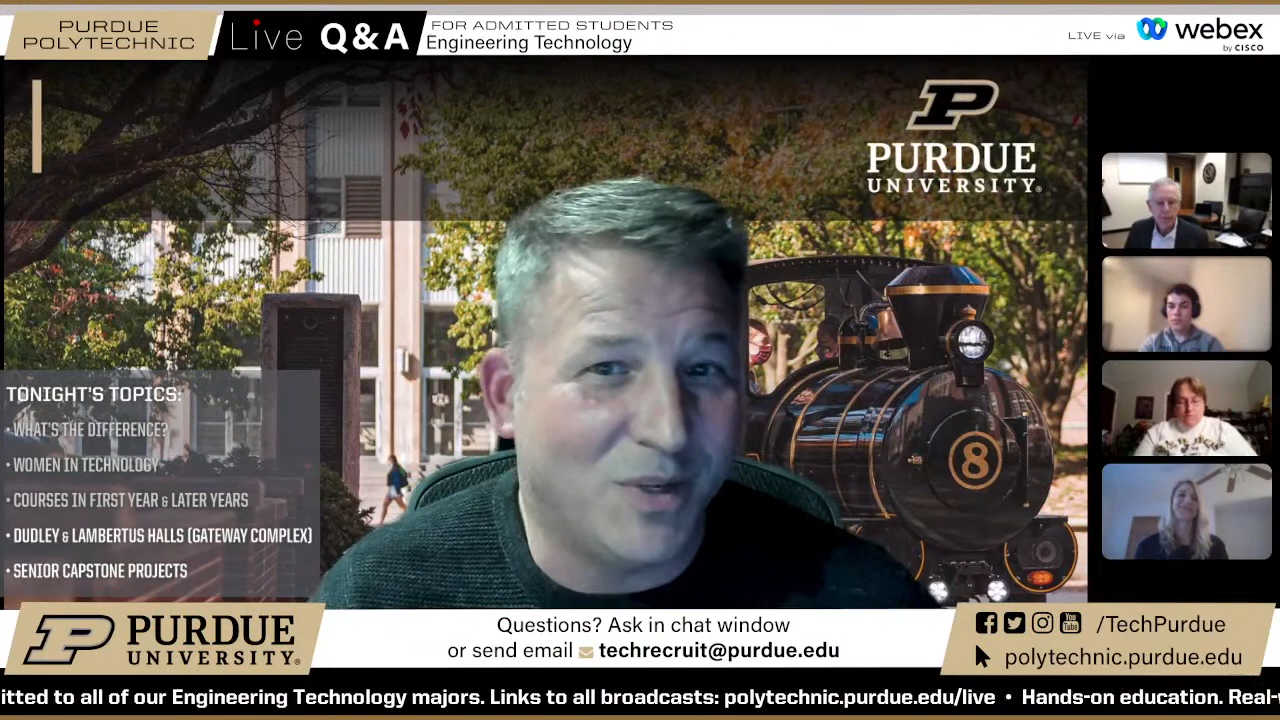 PURDUE
POLYTECHNIC
Live Q&A
FOR ADMITTED STUDENTS
Engineering Technology
LIVE via webex
by CISCO
P
PURDUE
UNIVERSITY®
8
TONIGHT'S TOPICS:
• WHAT'S THE DIFFERENCE?
• WOMEN IN TECHNOLOGY
• COURSES IN FIRST YEAR & LATER YEARS
• DUDLEY & LAMBERTUS HALLS (GATEWAY COMPLEX)
• SENIOR CAPSTONE PROJECTS
P PURDUE
UNIVERSITY®
Questions? Ask in chat window
or send email techrecruit@purdue.edu
You Tube /TechPurdue
polytechnic.purdue.edu
itted to all of our Engineering Technology majors. Links to all broadcasts: polytechnic.purdue.edu/live • Hands-on education. Real-